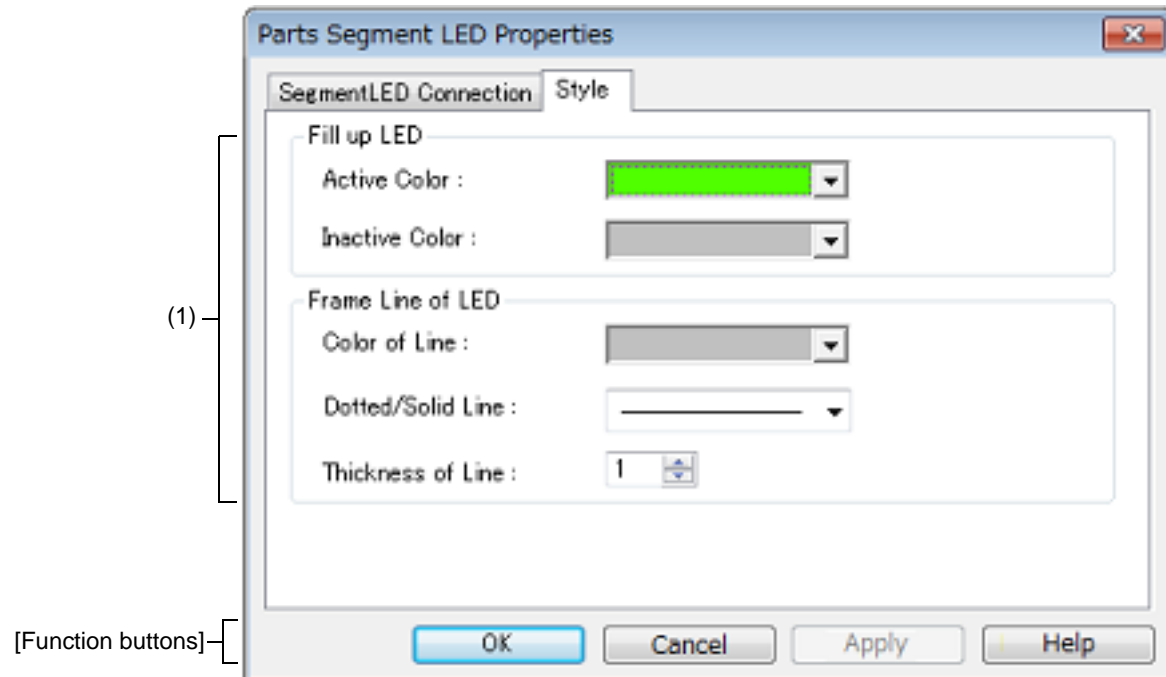 Parts Segment LED Properties
SegmentLED Connection
Style
Fill up LED
Active Color :
Inactive Color :
(1)
Frame Line of LED
Color of Line :
Dotted/Solid Line :
Thickness of Line :
1
[Function buttons]
OK
Cancel
Apply
Help